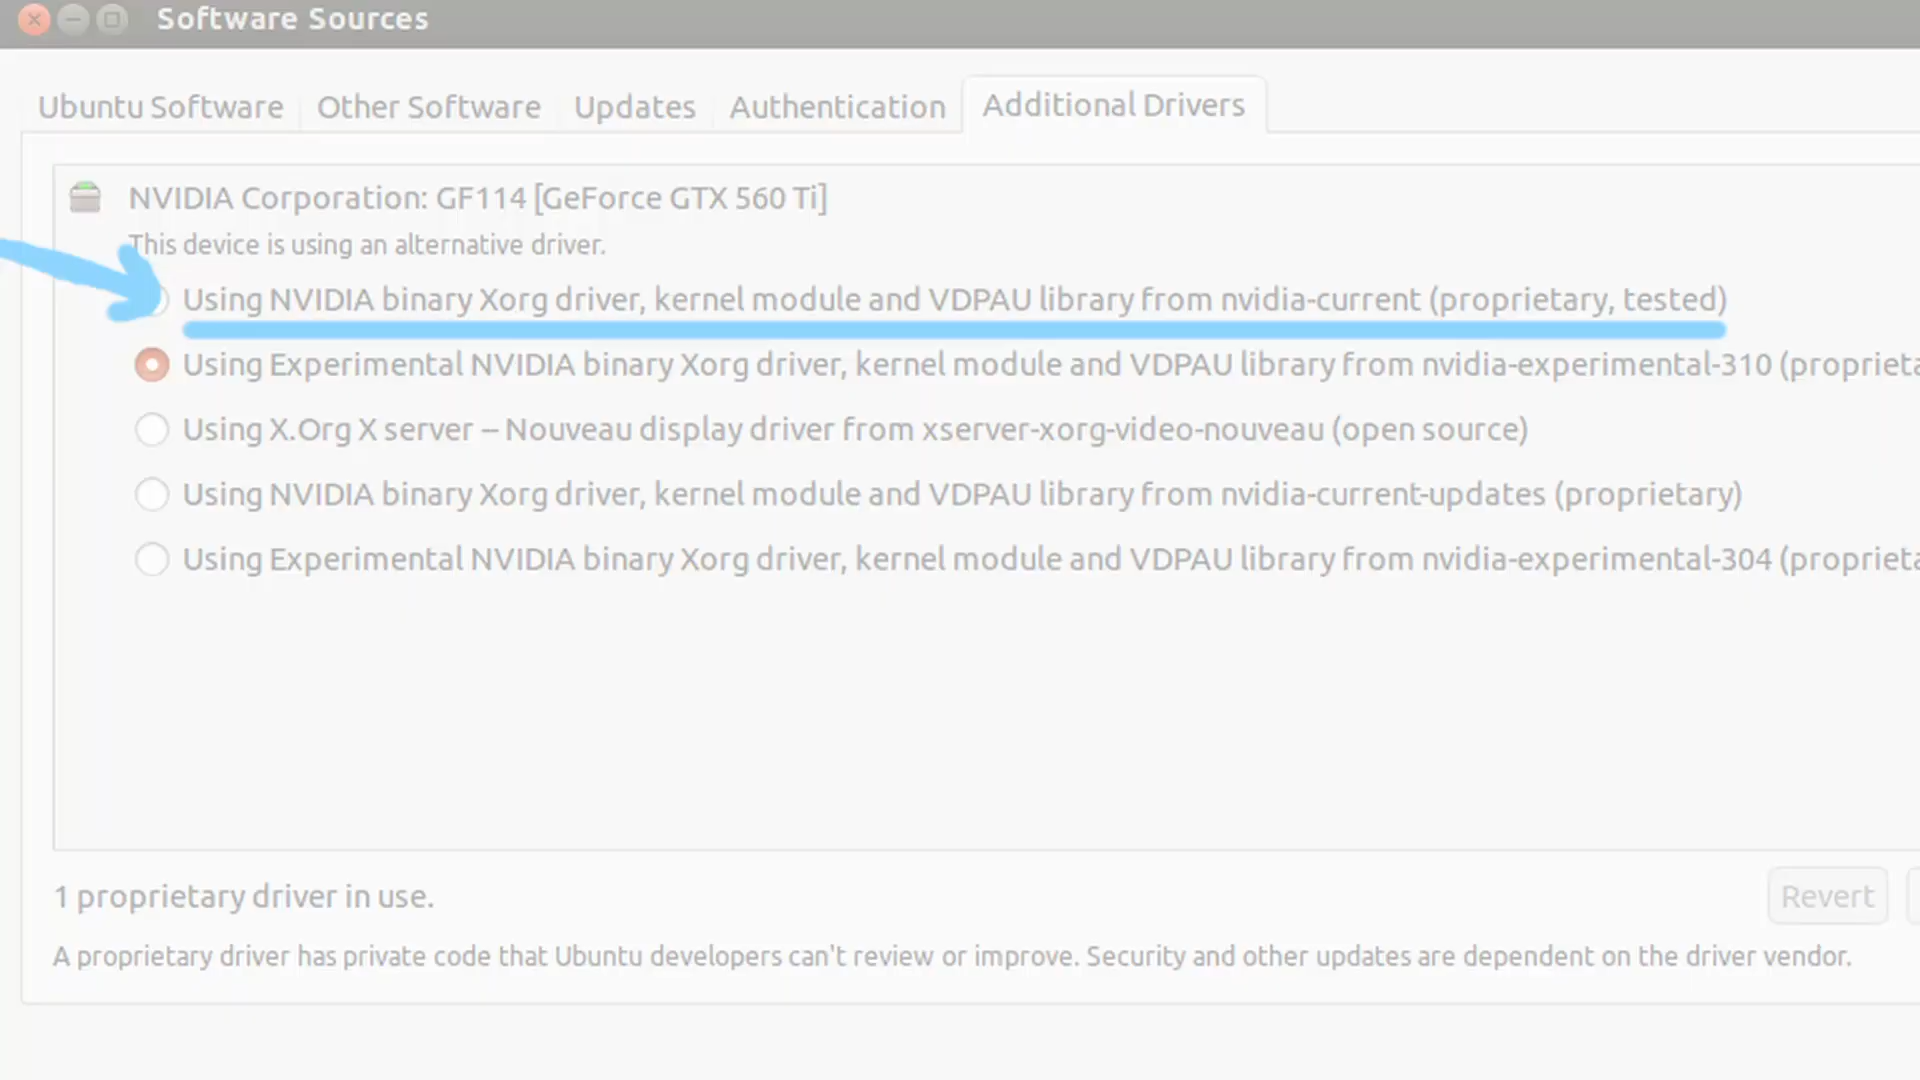 Software Sources
Ubuntu Software Other Software Updates Authentication Additional Drivers
NVIDIA Corporation: GF114 [GeForce GTX 560 Ti]
This device is using an alternative driver.
Using NVIDIA binary Xorg driver, kernel module and VDPAU library from nvidia-current (proprietary, tested)
Using Experimental NVIDIA binary Xorg driver, kernel module and VDPAU library from nvidia-experimental-310
Using X.Org X server – Nouveau display driver from xserver-xorg-video-nouveau (open source)
Using NVIDIA binary Xorg driver, kernel module and VDPAU library from nvidia-current-updates (proprietary)
Using Experimental NVIDIA binary Xorg driver, kernel module and VDPAU library from nvidia-experimental-304
1 proprietary driver in use.
Revert
A proprietary driver has private code that Ubuntu developers can't review or improve. Security and other updates are dependent on the driver vendor.